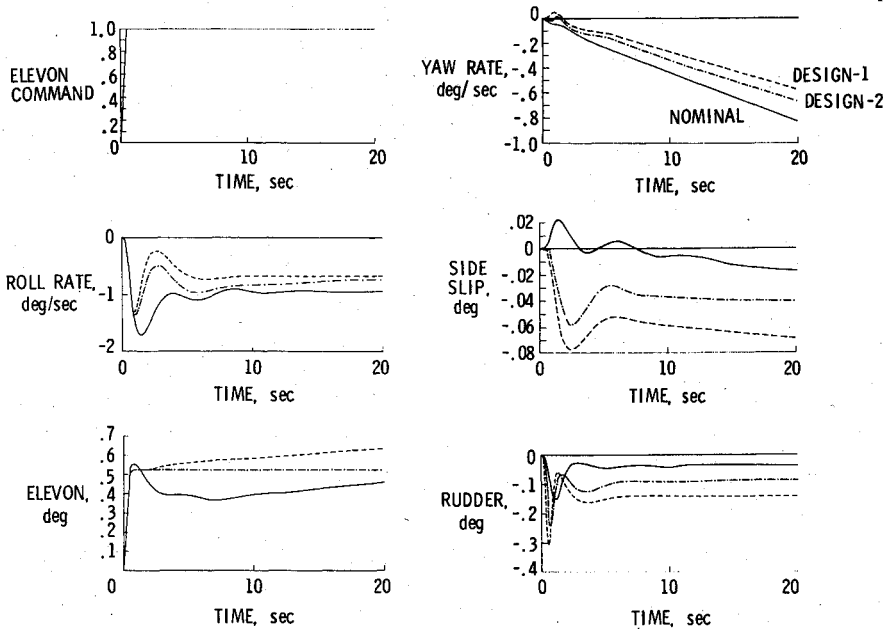 1.0
.8
.6
.4
.2
0
ELEVON
COMMAND
0 10 20
TIME, sec
0
-.2
-.4
-.6
-.8
-1.0
YAW RATE,
deg/sec
DESIGN-1
DESIGN-2
NOMINAL
0 10 20
TIME, sec
0
-1
-2
ROLL RATE,
deg/sec
0 10 20
TIME, sec
.02
0
-.02
-.04
-.06
-.08
SIDE
SLIP,
deg
0 10 20
TIME, sec
.7
.6
.5
.4
.3
.2
.1
ELEVON,
deg
0 10 20
TIME, sec
0
-.1
-.2
-.3
-.4
RUDDER,
deg
0 10 20
TIME, sec